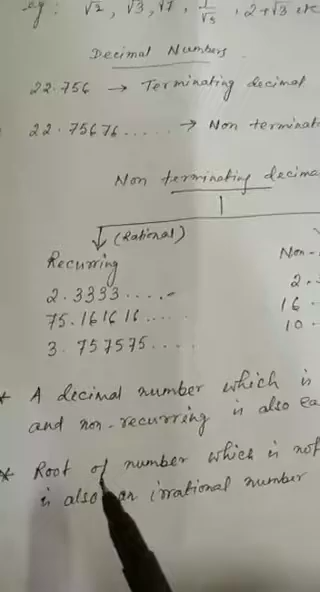 eg : √2, √3, √7, 1/√3, 2+√3 etc
Decimal Numbers
22.756 → Terminating decimal
22.75676..... → Non terminat
Non terminating decima
(Rational)
Recurring
Non-
2.3333.....
2.
75.161616.....
16.
3.757575....
10.
* A decimal number which is
and non-recurring is also
* Root of number which is not
is also an irrational number